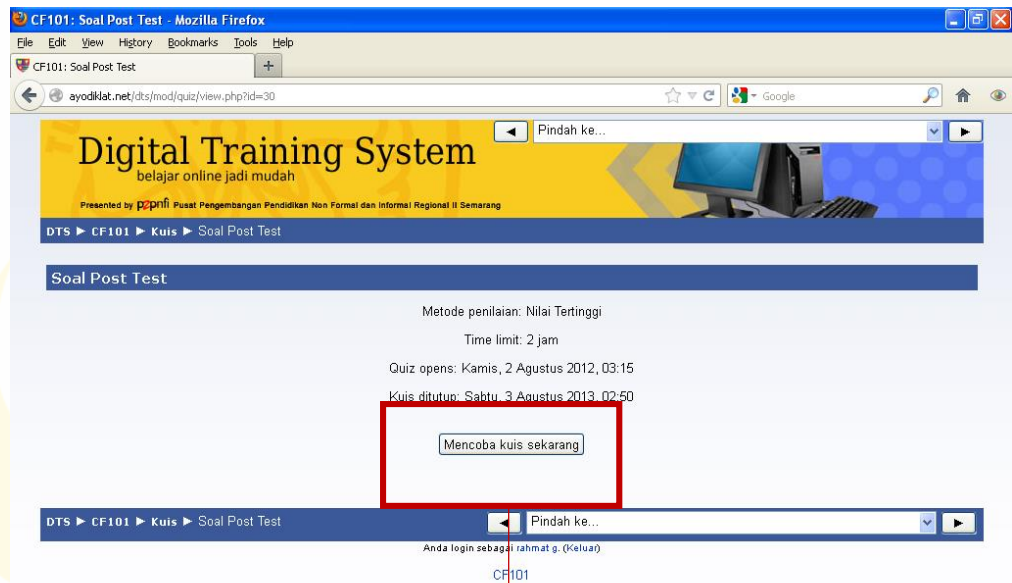 CF101: Soal Post Test - Mozilla Firefox
File Edit View History Bookmarks Tools Help
CF101: Soal Post Test
ayodiklat.net/dts/mod/quiz/view.php?id=30
Google
Pindah ke...
Digital Training System
belajar online jadi mudah
Presented by p2pnfi Pusat Pengembangan Pendidikan Non Formal dan Informal Regional II Semarang
DTS ► CF101 ► Kuis ► Soal Post Test
Soal Post Test
Metode penilaian: Nilai Tertinggi
Time limit: 2 jam
Quiz opens: Kamis, 2 Agustus 2012, 03:15
Kuis ditutup: Sabtu, 3 Agustus 2013, 02:50
Mencoba kuis sekarang
DTS ► CF101 ► Kuis ► Soal Post Test
Pindah ke...
Anda login sebagai rahmat g. (Keluar)
CF101